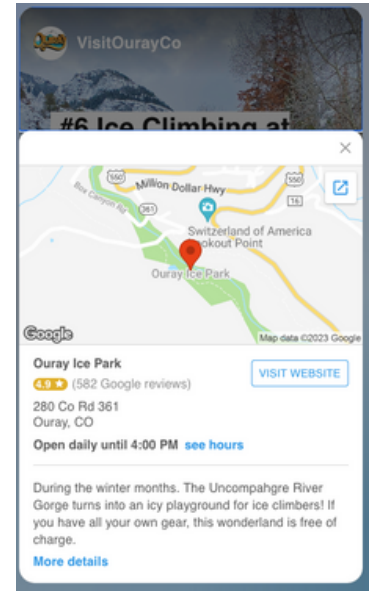 VisitOurayCo
#6 Ice Climbing at
550
Million Dollar Hwy
550
Box Canyon Rd
361
16
Switzerland of America
Lookout Point
Ouray Ice Park
Google
Map data ©2023 Google
Ouray Ice Park
VISIT WEBSITE
4.9 ★ (582 Google reviews)
280 Co Rd 361
Ouray, CO
Open daily until 4:00 PM see hours
During the winter months. The Uncompahgre River
Gorge turns into an icy playground for ice climbers! If
you have all your own gear, this wonderland is free of
charge.
More details